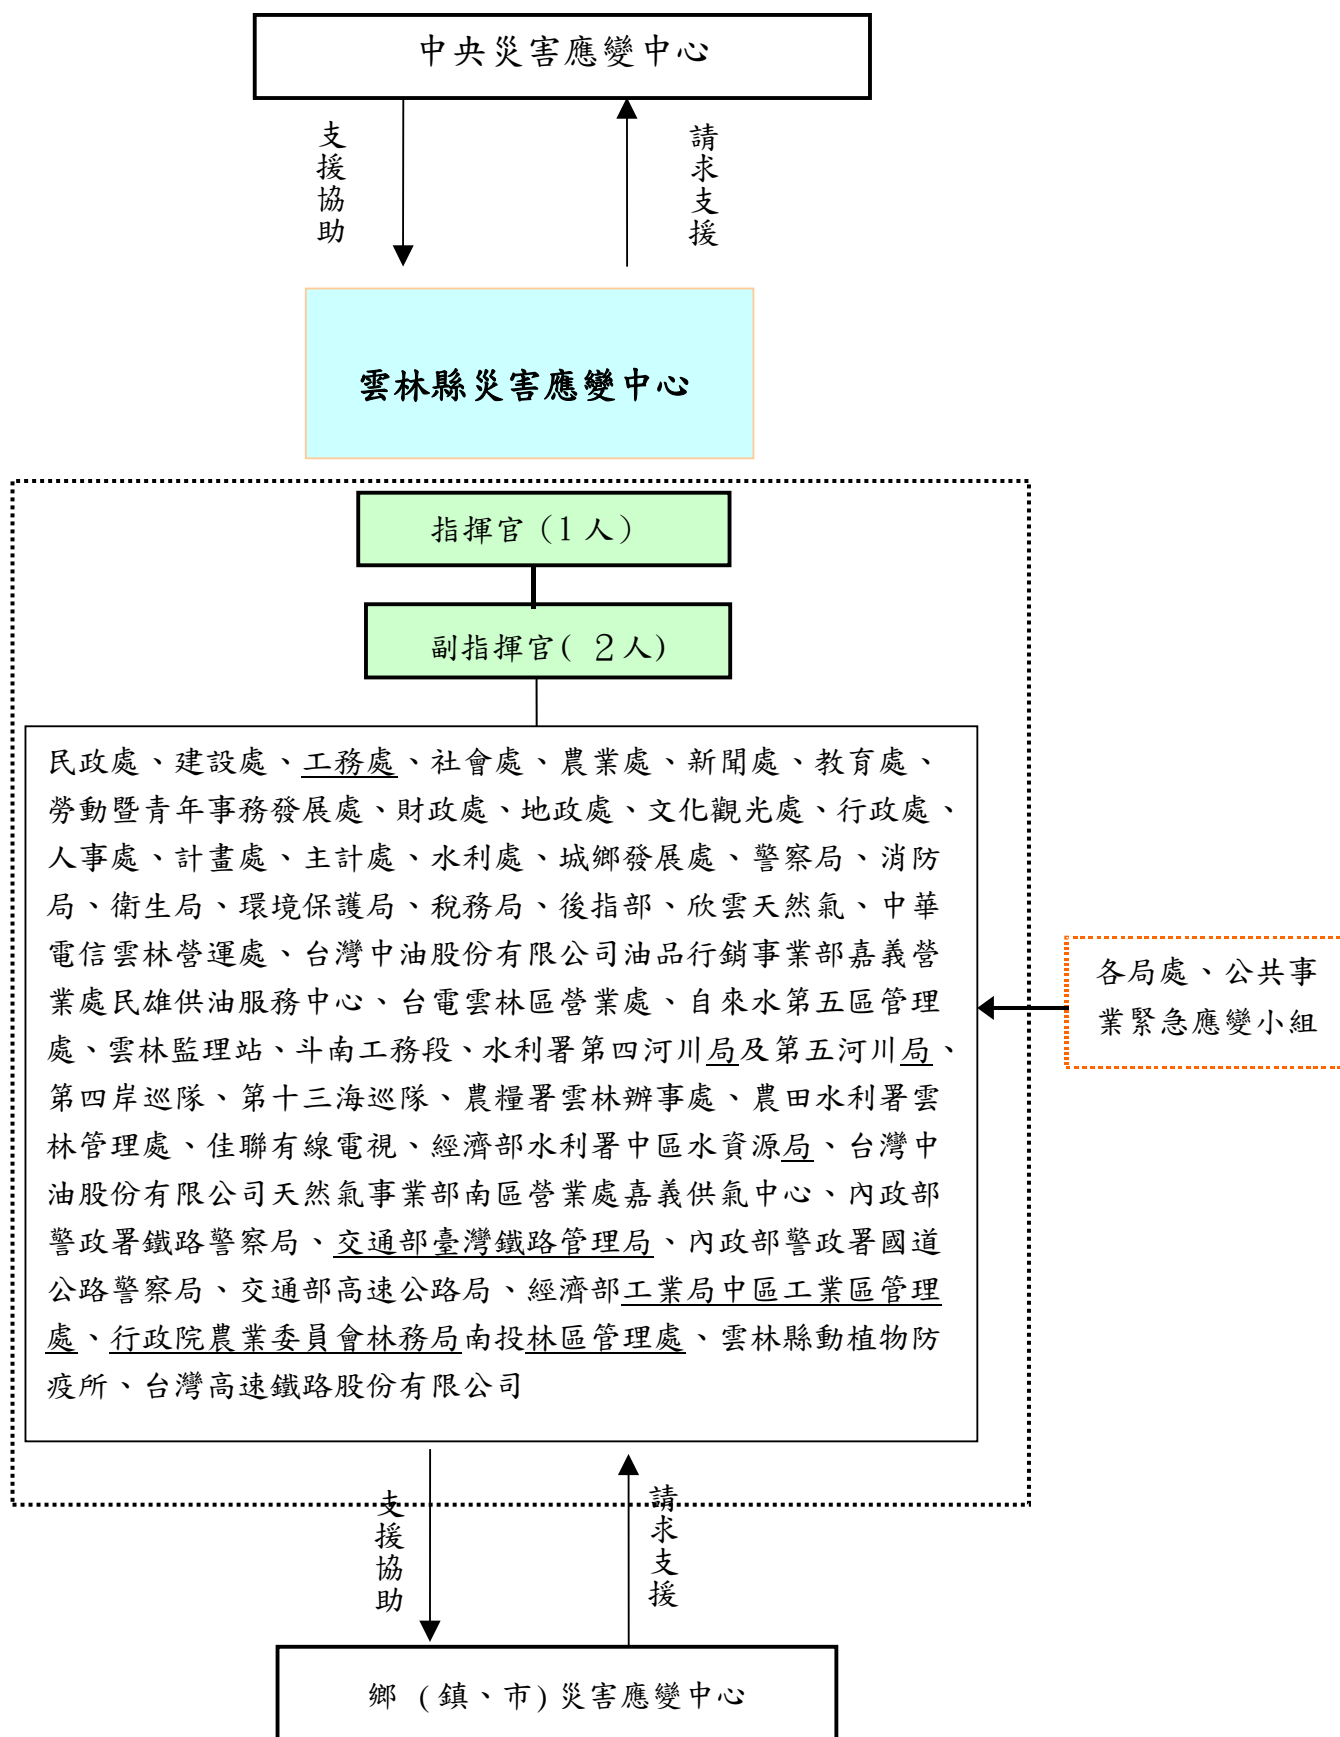 中央災害應變中心
支援協助
請求支援
雲林縣災害應變中心
指揮官（1人）
副指揮官( 2人)
民政處、建設處、工務處、社會處、農業處、新聞處、教育處、
勞動暨青年事務發展處、財政處、地政處、文化觀光處、行政處、
人事處、計畫處、主計處、水利處、城鄉發展處、警察局、消防
局、衛生局、環境保護局、稅務局、後指部、欣雲天然氣、中華
電信雲林營運處、台灣中油股份有限公司油品行銷事業部嘉義營
業處民雄供油服務中心、台電雲林區營業處、自來水第五區管理
處、雲林監理站、斗南工務段、水利署第四河川局及第五河川局、
第四岸巡隊、第十三海巡隊、農糧署雲林辦事處、農田水利署雲
林管理處、佳聯有線電視、經濟部水利署中區水資源局、台灣中
油股份有限公司天然氣事業部南區營業處嘉義供氣中心、內政部
警政署鐵路警察局、交通部臺灣鐵路管理局、內政部警政署國道
公路警察局、交通部高速公路局、經濟部工業局中區工業區管理
處、行政院農業委員會林務局南投林區管理處、雲林縣動植物防
疫所、台灣高速鐵路股份有限公司
各局處、公共事
業緊急應變小組
支援協助
請求支援
鄉 (鎮、市)災害應變中心